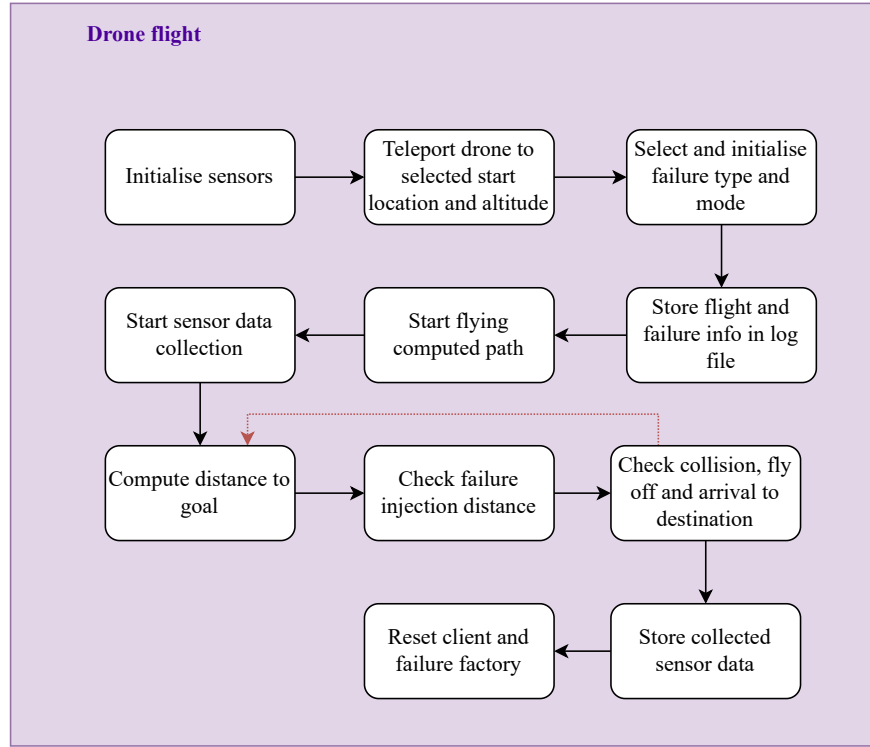 Drone flight
Initialise sensors
Teleport drone to
selected start
location and altitude
Select and initialise
failure type and
mode
Start sensor data
collection
Start flying
computed path
Store flight and
failure info in log
file
Compute distance to
goal
Check failure
injection distance
Check collision, fly
off and arrival to
destination
Reset client and
failure factory
Store collected
sensor data